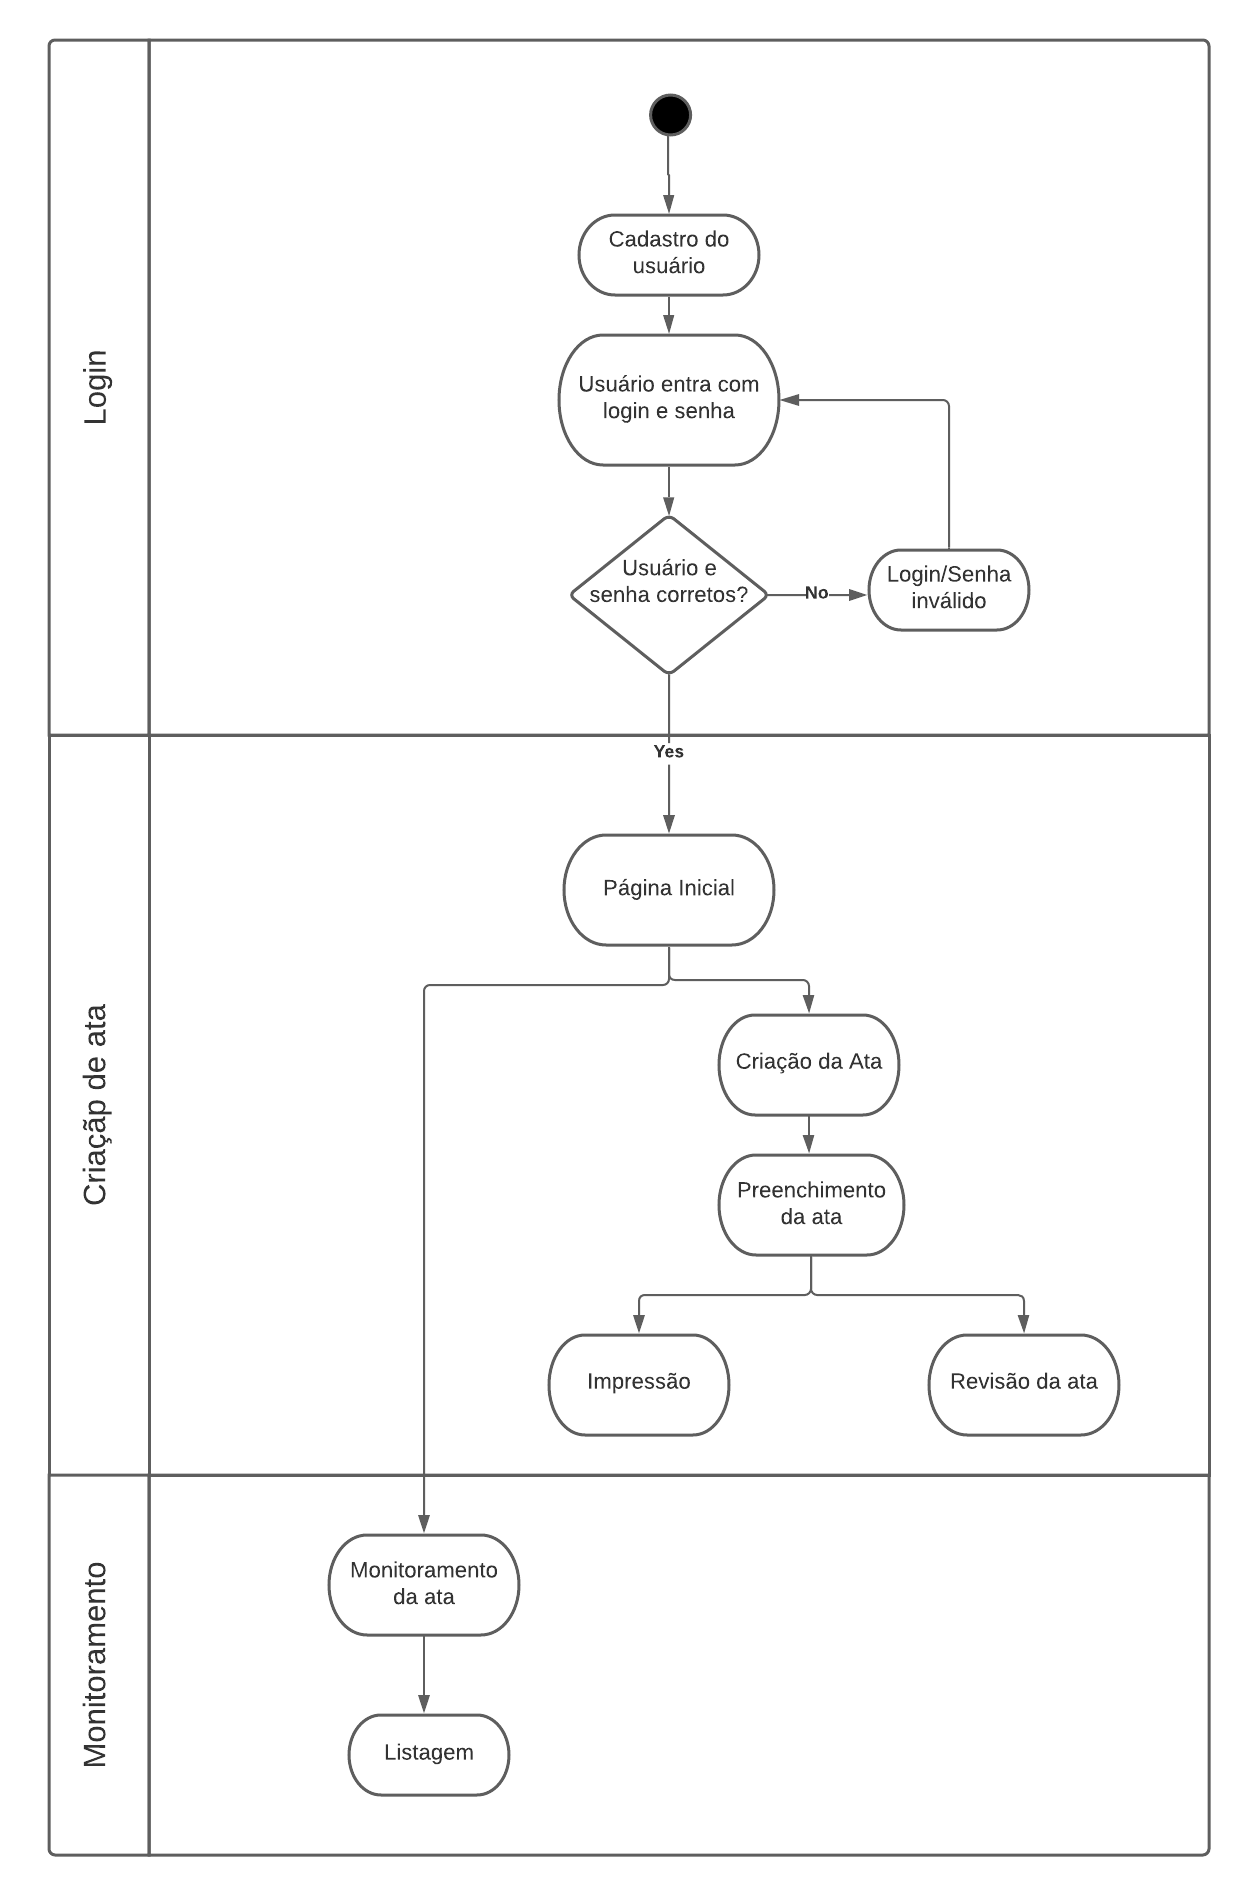 Login
Cadastro do
usuário
Usuário entra com
login e senha
Usuário e
senha corretos?
No
Login/Senha
inválido
Yes
Criaçãp de ata
Página Inicial
Criação da Ata
Preenchimento
da ata
Impressão
Revisão da ata
Monitoramento
Monitoramento
da ata
Listagem